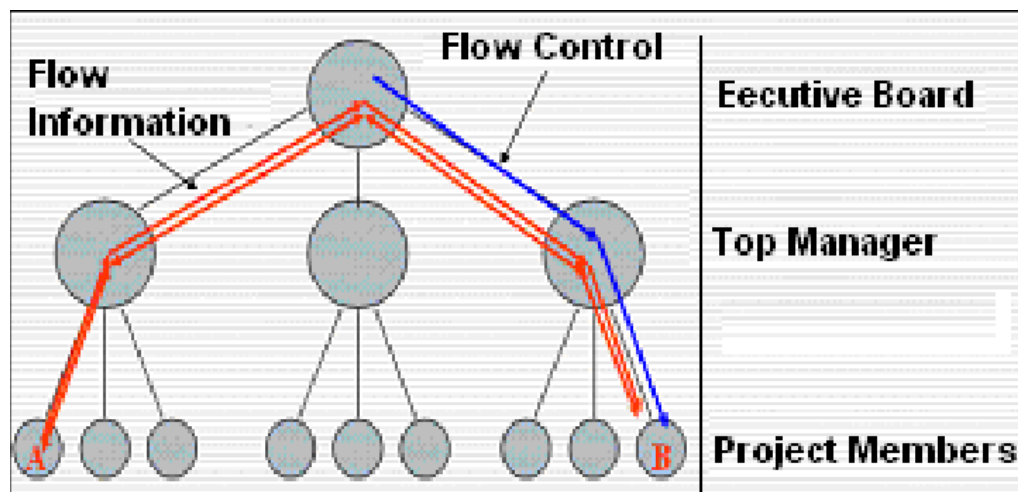 Flow Control
Flow
Information
Eecutive Board
Top Manager
Project Members
A
B